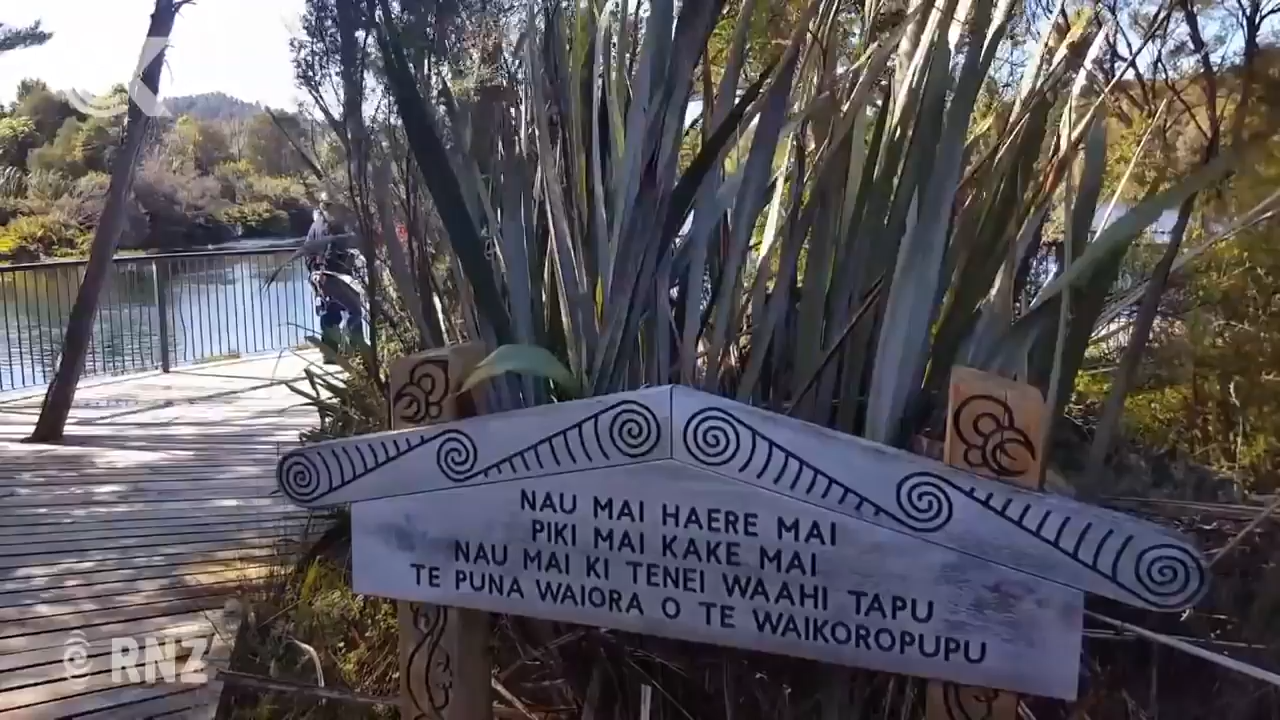 NAU MAI HAERE MAI
PIKI MAI KAKE MAI
NAU MAI KI TENEI WAAHI TAPU
TE PUNA WAIORA O TE WAIKOROPUPU
RNZ